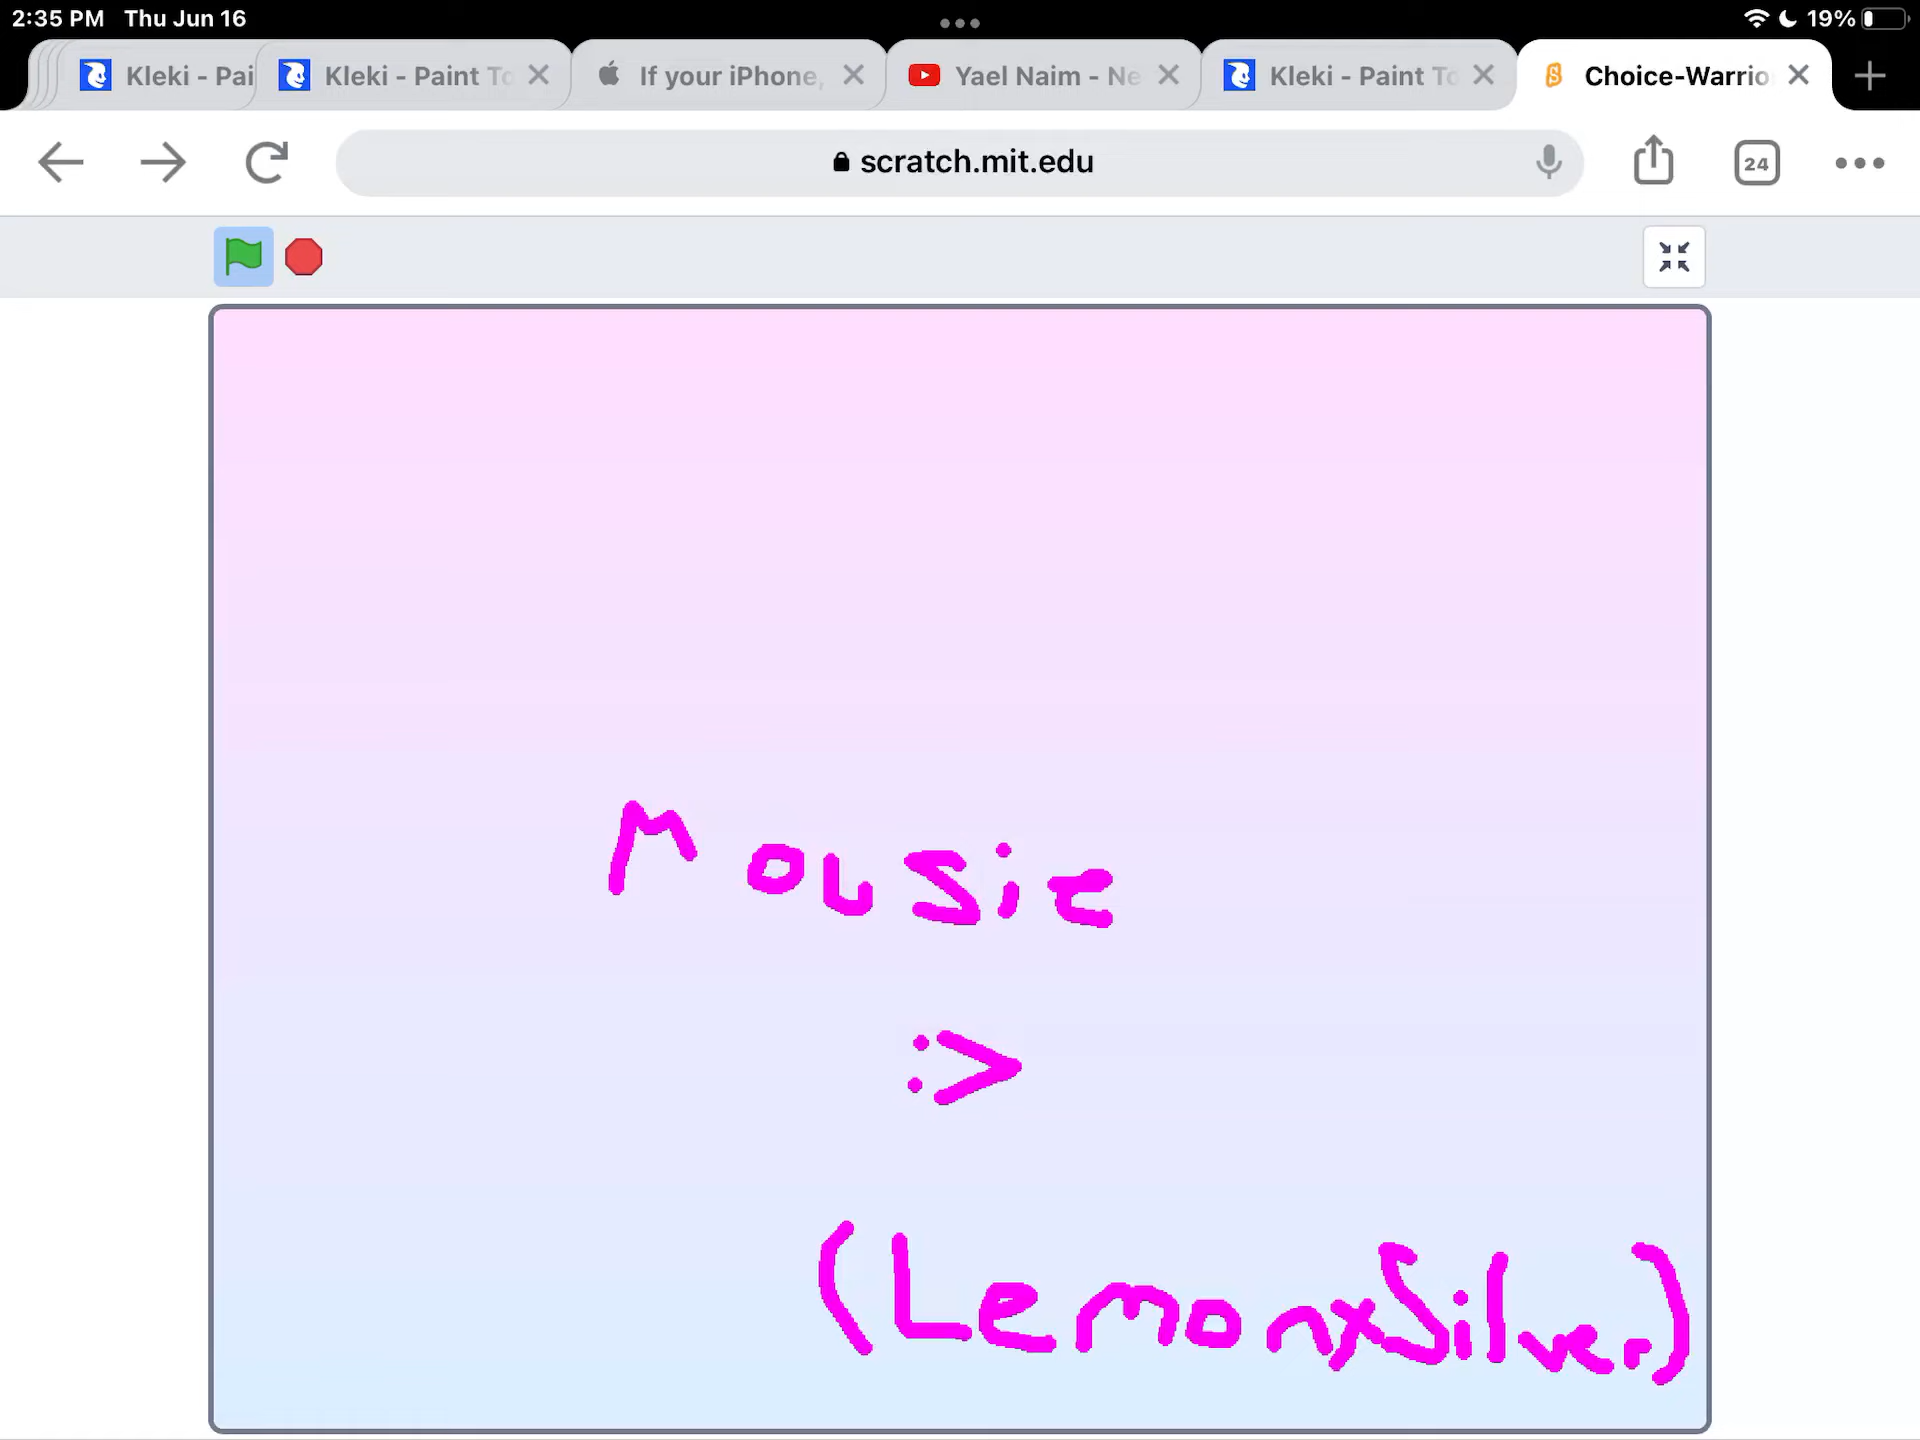 2:35 PM Thu Jun 16 19%
Kleki - Pai Kleki - Paint To If your iPhone, Yael Naim - Ne Kleki - Paint To Choice-Warrio
scratch.mit.edu 24
Mousie
:>
(LemonxSilver)